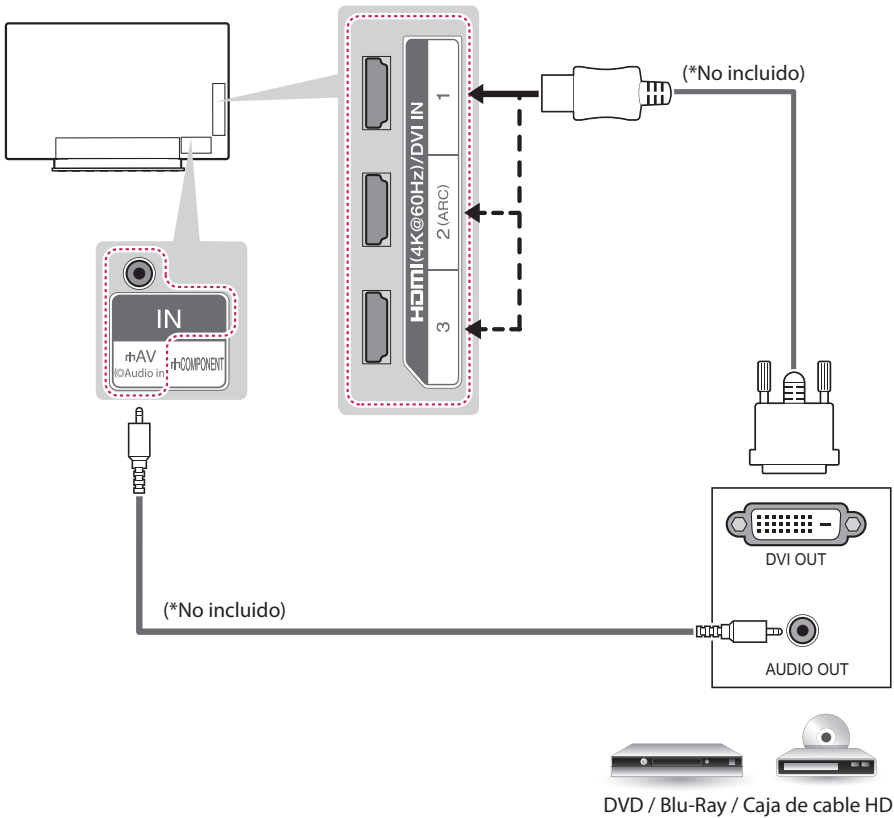 (*No incluido)
HDMI(4K@60Hz)/DVI IN
1
2(ARC)
3
IN
AV
Audio in
COMPONENT
DVI OUT
(*No incluido)
AUDIO OUT
DVD / Blu-Ray / Caja de cable HD